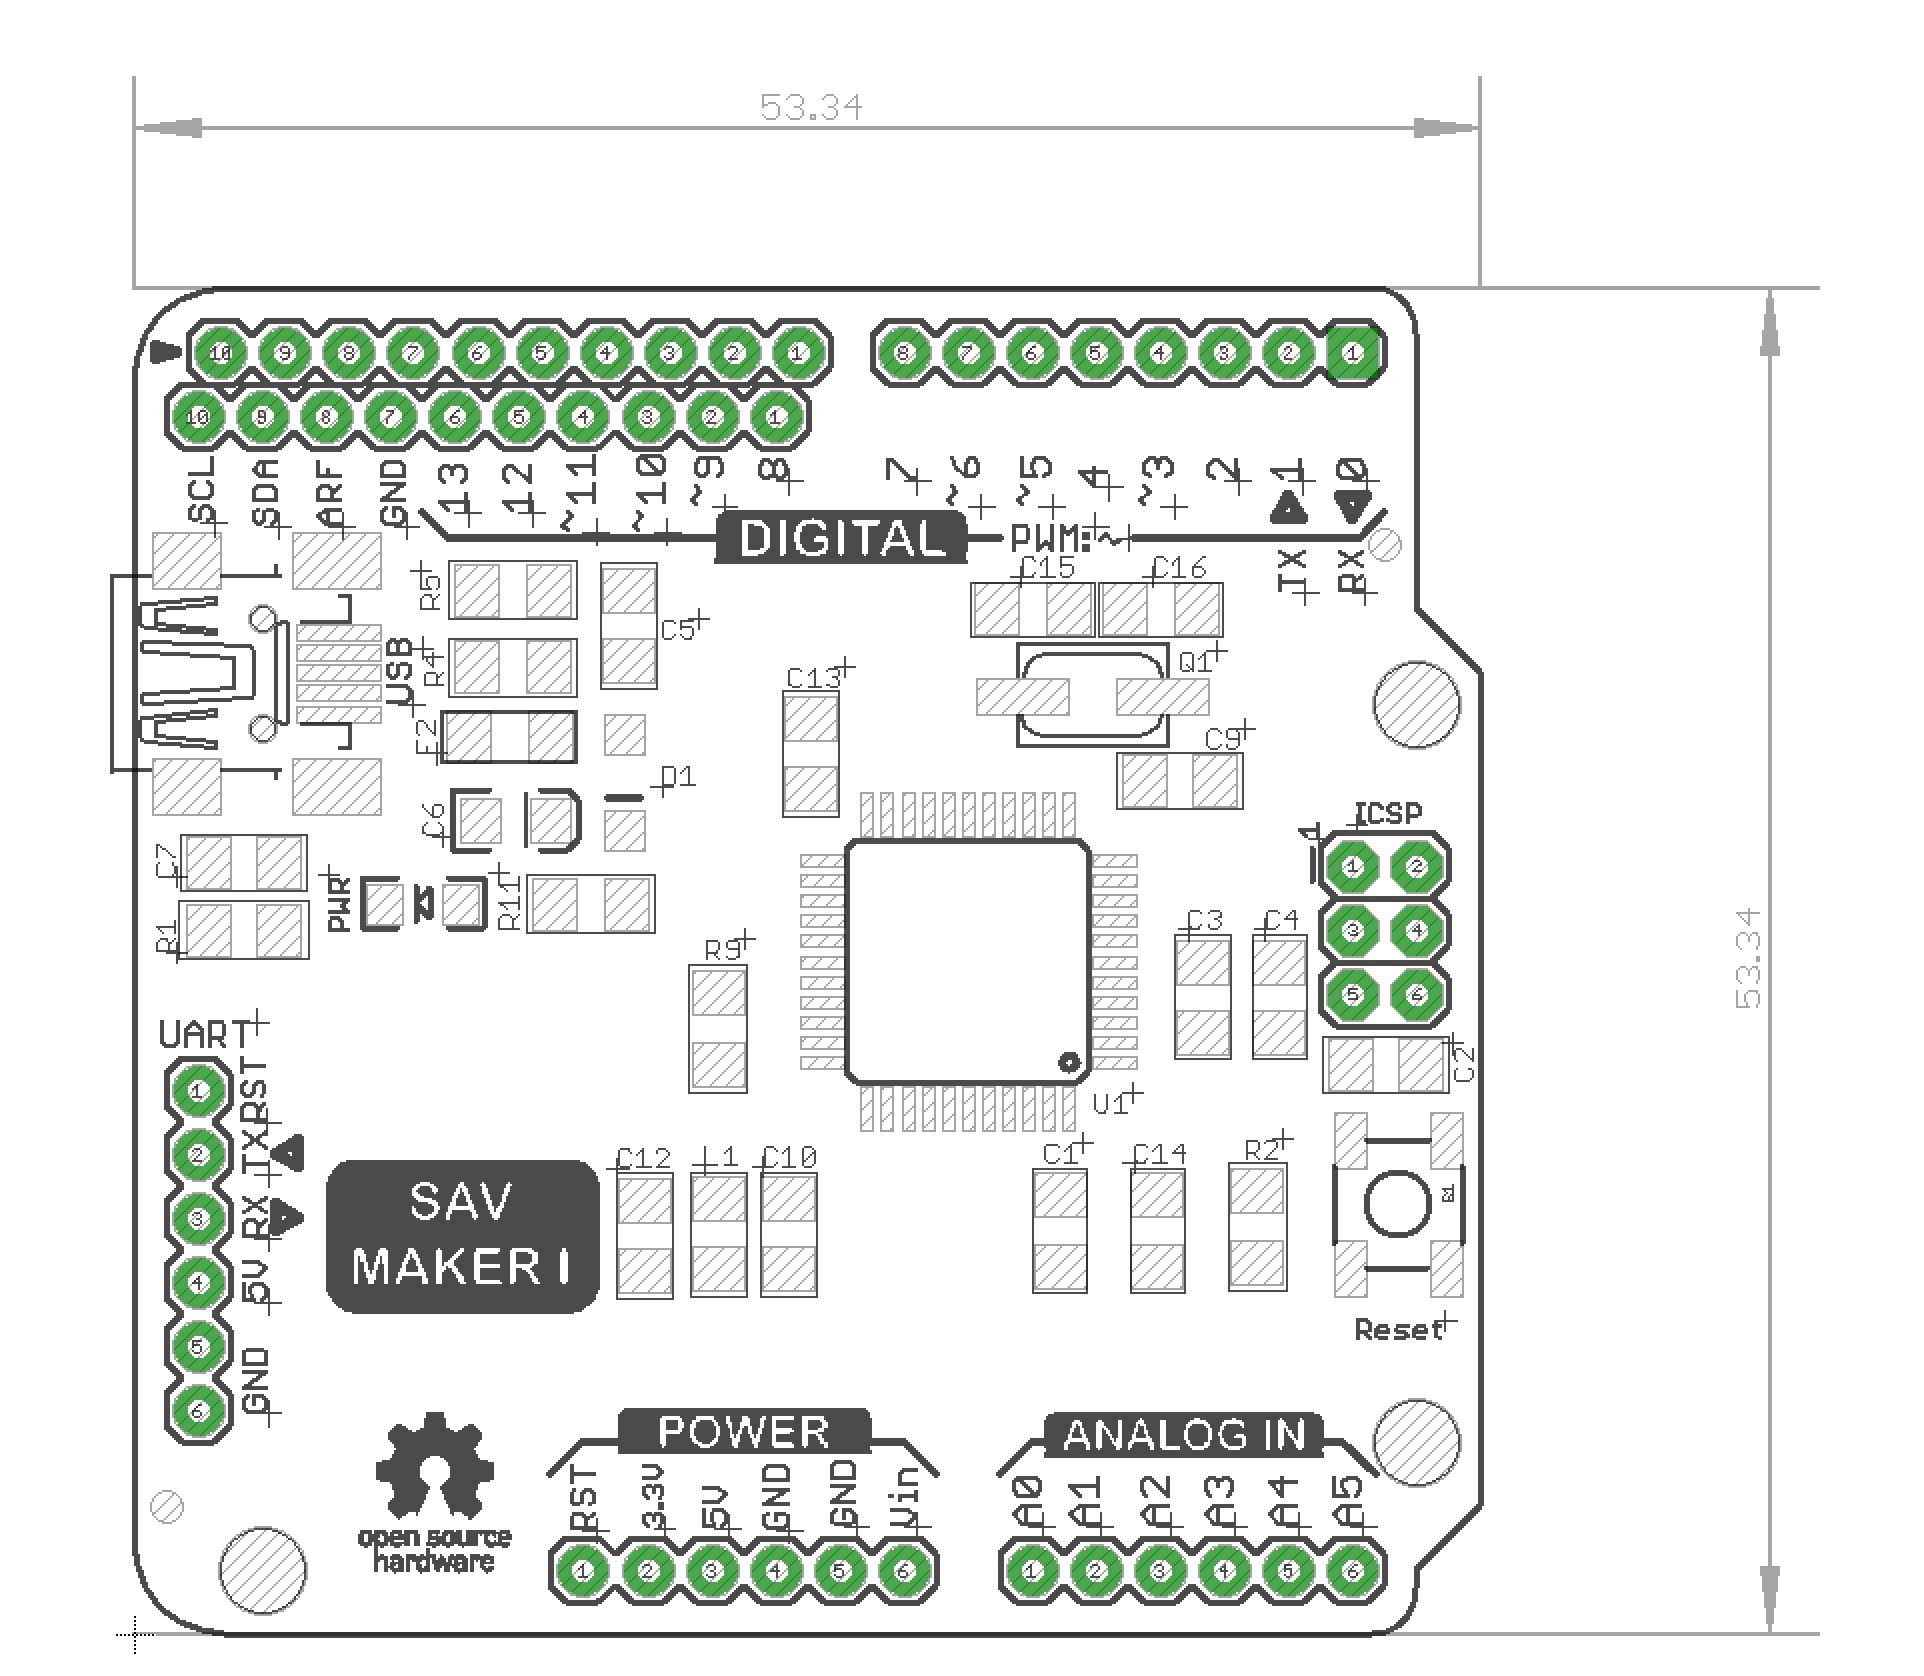 53.34
10 9 8 7 6 5 4 3 2 1
8 7 6 5 4 3 2 1
10 9 8 7 6 5 4 3 2 1
SCL SDA ARF GND 13 12 ~11 ~10 ~9 8
7 ~6 ~5 4 ~3 2 1 0
DIGITAL
PWM:~
TX RX
R5
C5
C15 C16
R4
USB
C13
Q1
F2
C9
D1
C6
ICSP
1
1 2
3 4
5 6
C7
PWR
R11
R1
R9
C3 C4
53.34
C2
U1
UART
1 RST
2 TX
3 RX
4 5V
5
6 GND
SAV
MAKER I
C12 L1 C10
C1 C14 R2
Reset
POWER
ANALOG IN
RST 3.3V 5V GND GND Vin
A0 A1 A2 A3 A4 A5
open source
hardware
1 2 3 4 5 6
1 2 3 4 5 6